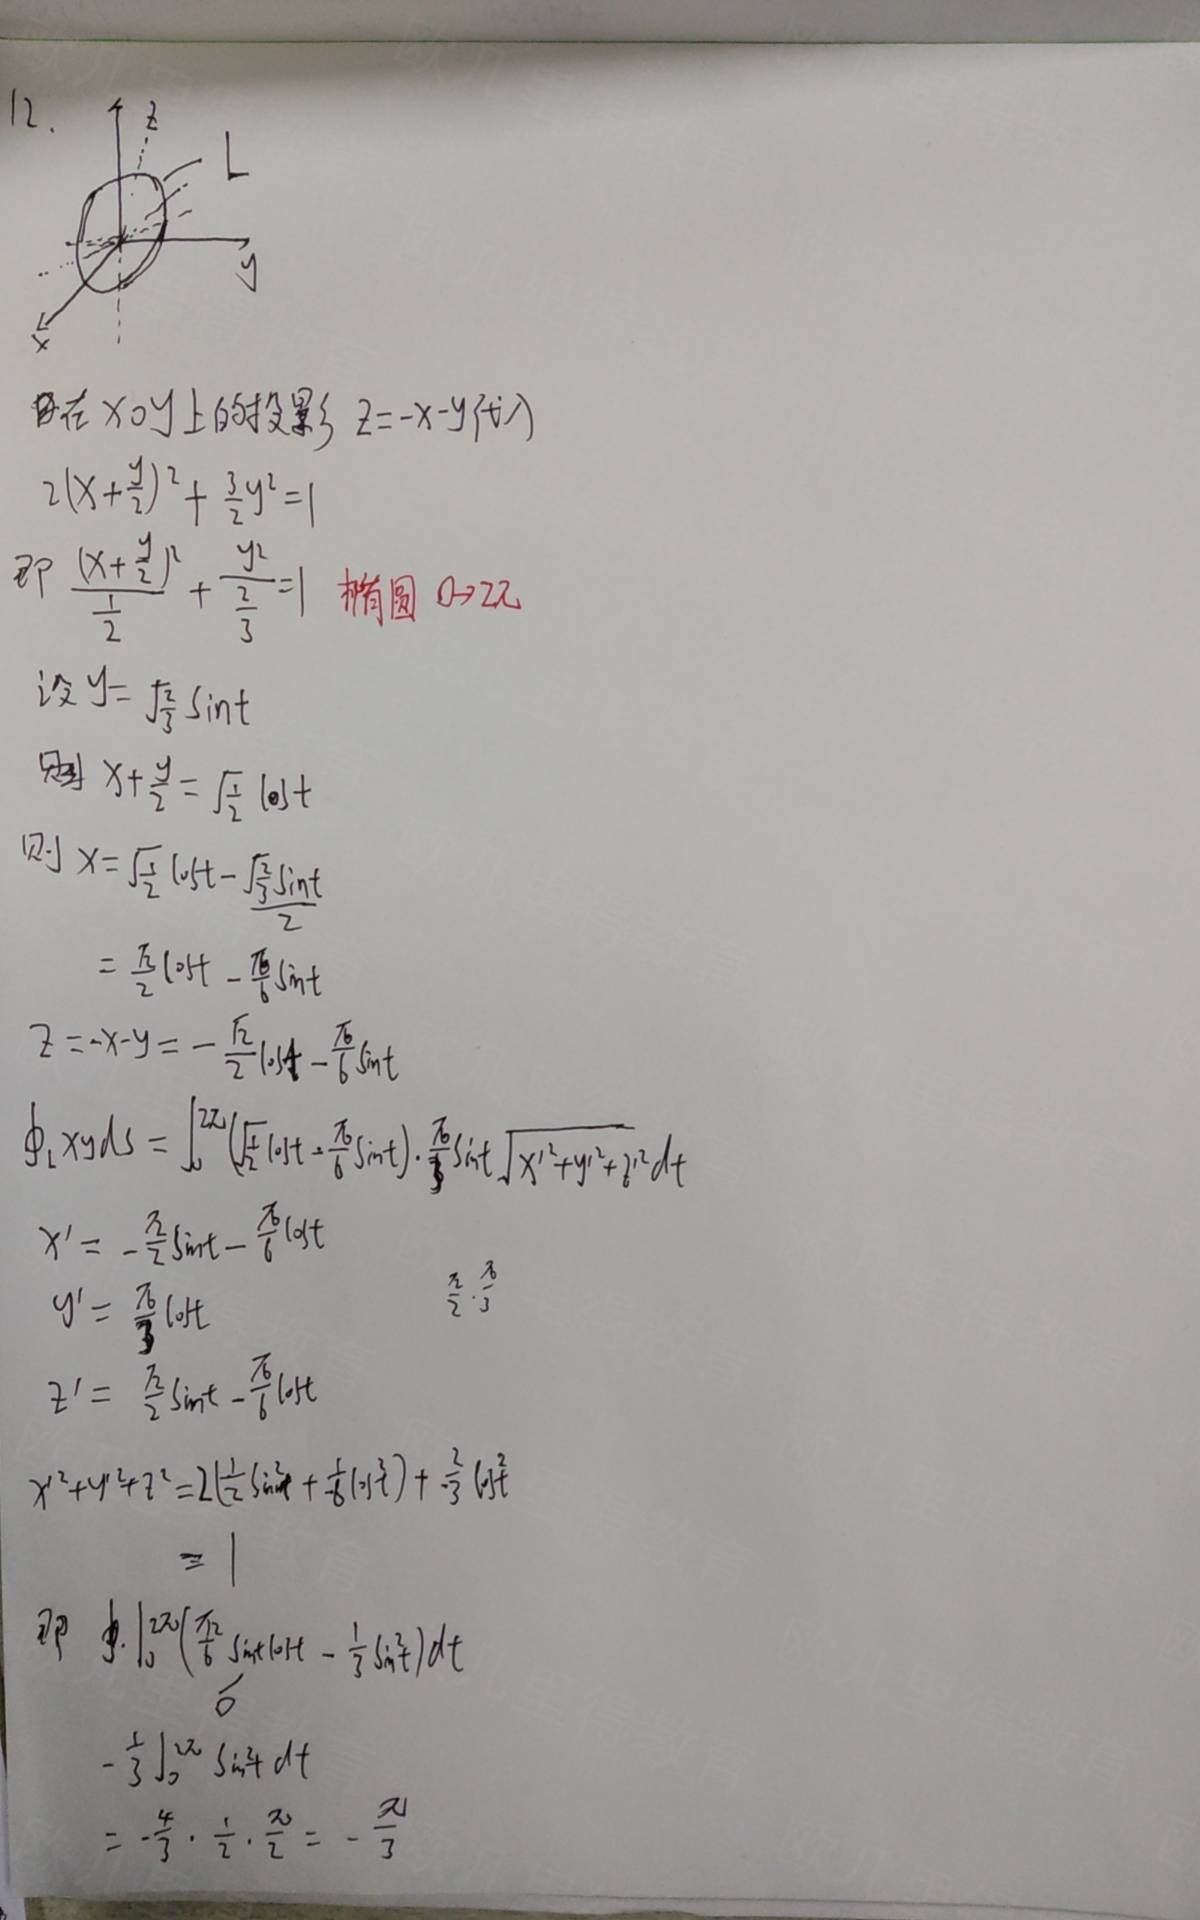 12.
z
L
y
x
在xoy上的投影 z=-x-y代入
2(x+y/2)²+3/2y²=1
即 (x+y/2)²/(1/2)+y²/(2/3)=1 椭圆 0→2π
设y=√(2/3) sint
则 x+y/2=√(1/2) cost
则 x=√(1/2) cost-√(2/3)sint/2
=√2/2 cost-√6/6 sint
z=-x-y=-√2/2 cost-√6/6 sint
∮L xyds=∫₀^2π(√(1/2) cost-√6/6 sint)·√6/3 sint√(x'²+y'²+z'²) dt
x'=-√2/2 sint-√6/6 cost
y'=√6/3 cost
√2/2·√6/3
z'=√2/2 sint-√6/6 cost
x'²+y'²+z'²=2(1/2 sin²t+1/6 cos²t)+2/3 cos²t
=1
即 ∫₀^2π(√12/6 sintcost-1/3 sin²t)dt
0
-1/3∫₀^2π sin²t dt
=-4/3·1/2·π/2=-π/3